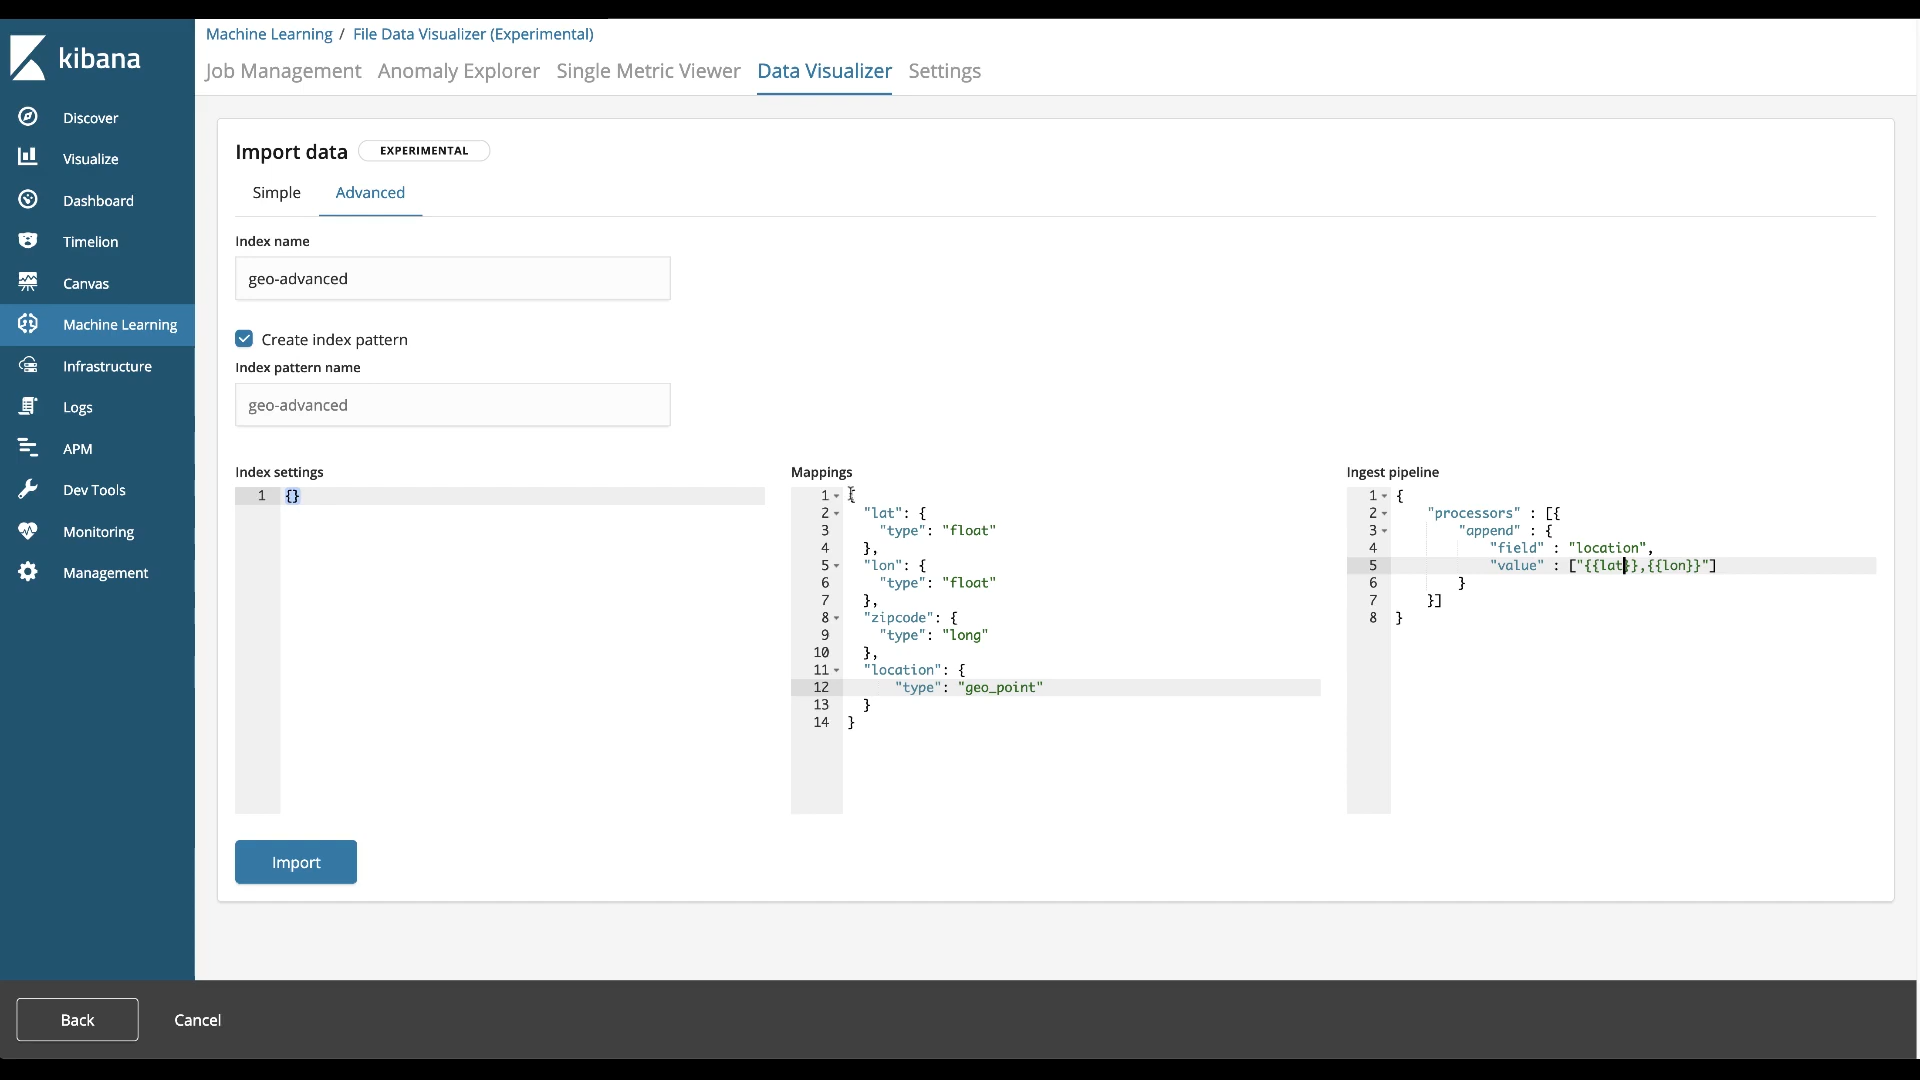 kibana
Machine Learning / File Data Visualizer (Experimental)
Job Management Anomaly Explorer Single Metric Viewer Data Visualizer Settings
Discover
Visualize
Dashboard
Timelion
Canvas
Machine Learning
Infrastructure
Logs
APM
Dev Tools
Monitoring
Management
Import data EXPERIMENTAL
Simple Advanced
Index name
geo-advanced
Create index pattern
Index pattern name
geo-advanced
Index settings
1 {}
Mappings
1 {
2 "lat": {
3 "type": "float"
4 },
5 "lon": {
6 "type": "float"
7 },
8 "zipcode": {
9 "type": "long"
10 },
11 "location": {
12 "type": "geo_point"
13 }
14 }
Ingest pipeline
1 {
2 "processors" : [{
3 "append" : {
4 "field" : "location",
5 "value" : ["{{lat}},{{lon}}"]
6 }
7 }]
8 }
Import
Back Cancel